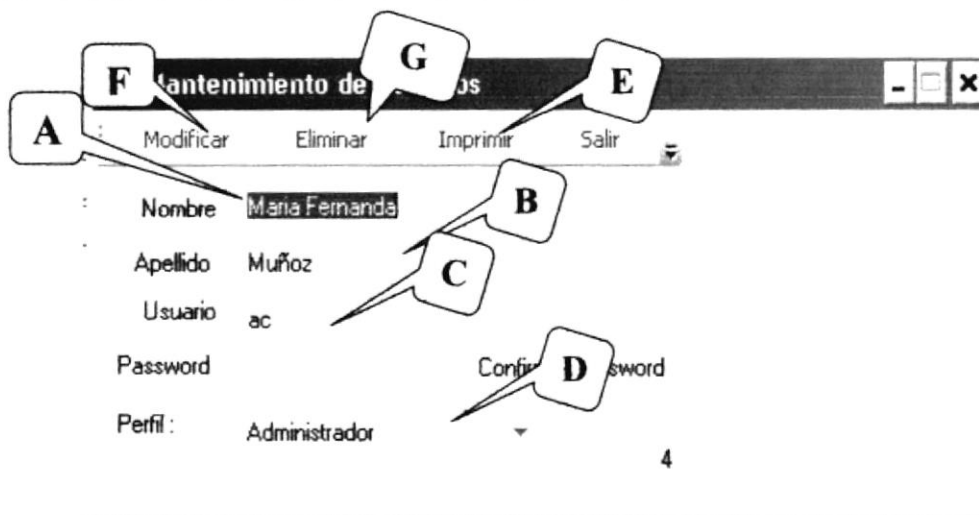 F G E
Mantenimiento de
A
Modificar Eliminar Imprimir Salir
Nombre Maria Fernanda B
Apellido Muñoz C
Usuario ac
Password D
Perfil : Administrador
4